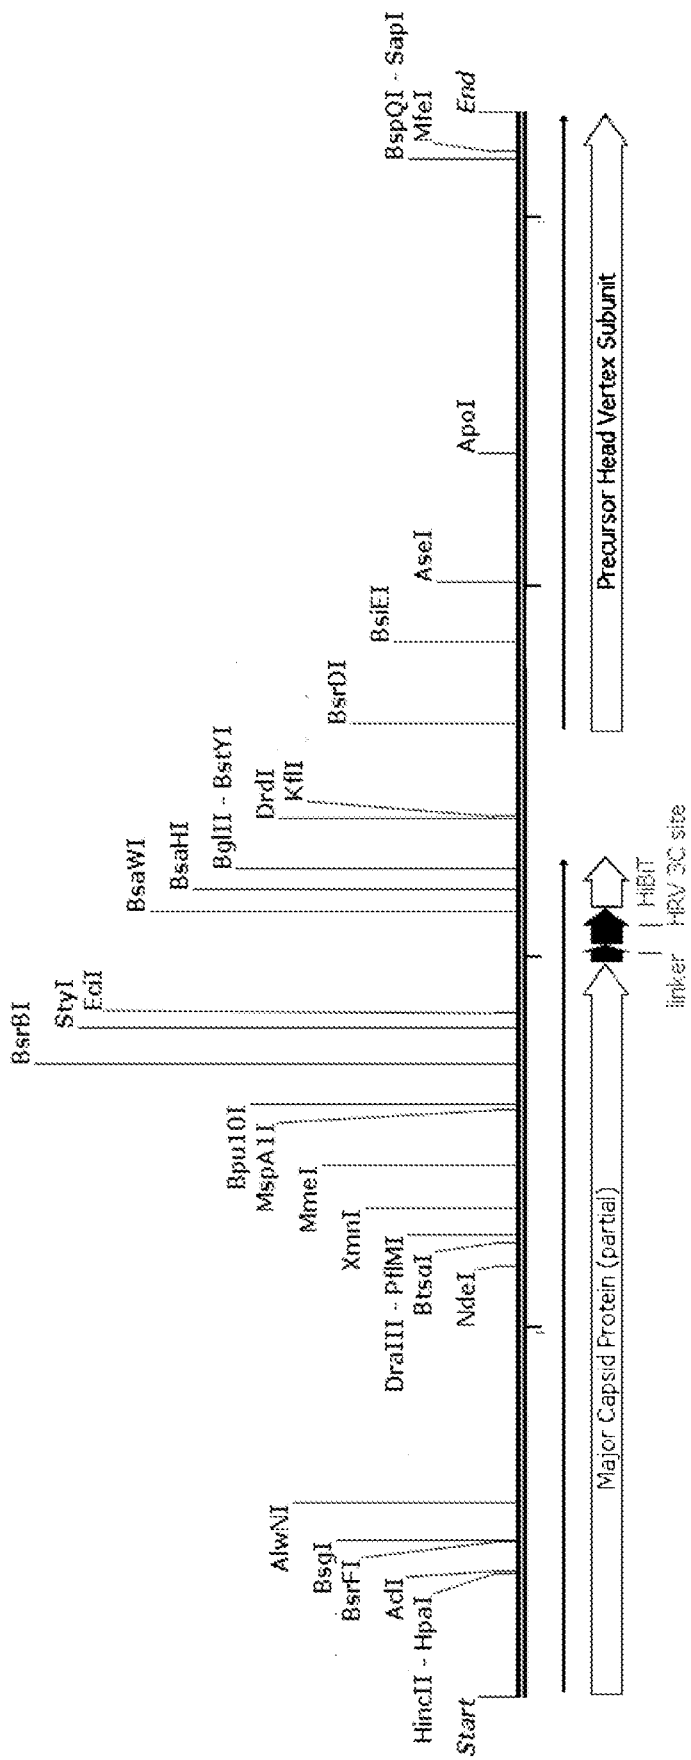 Start
HincII - HpaI
AclI
BsrFI
BsgI
AlwNI
NdeI
BtsαI
DraIII - PflMI
XmnI
MmeI
MspA1I
Bpu10I
BsrBI
StyI
EciI
BsaWI
BsaHI
BglII - BstYI
DrdI
KflI
BsrDI
BsiEI
AseI
ApoI
BspQI - SapI
MfeI
End
Major Capsid Protein (partial)
linker
HRV 3C site
HiBiT
Precursor Head Vertex Subunit